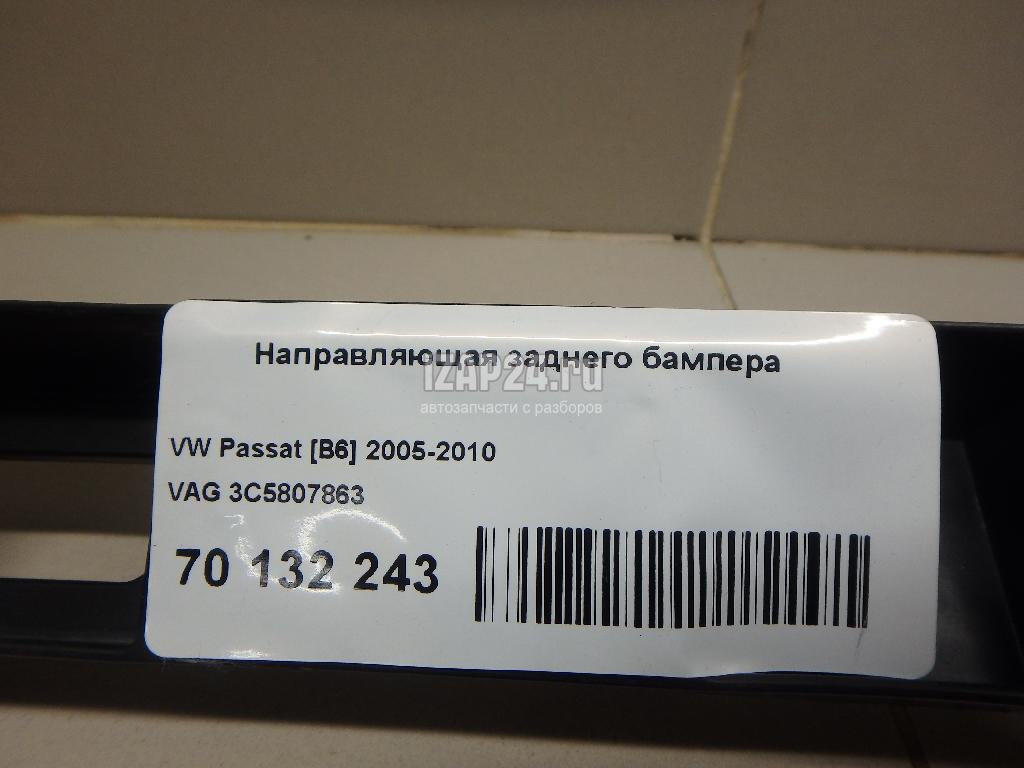 Направляющая заднего бампера
iZAP24.ru
автозапчасти с разборов
VW Passat [B6] 2005-2010
VAG 3C5807863
70 132 243